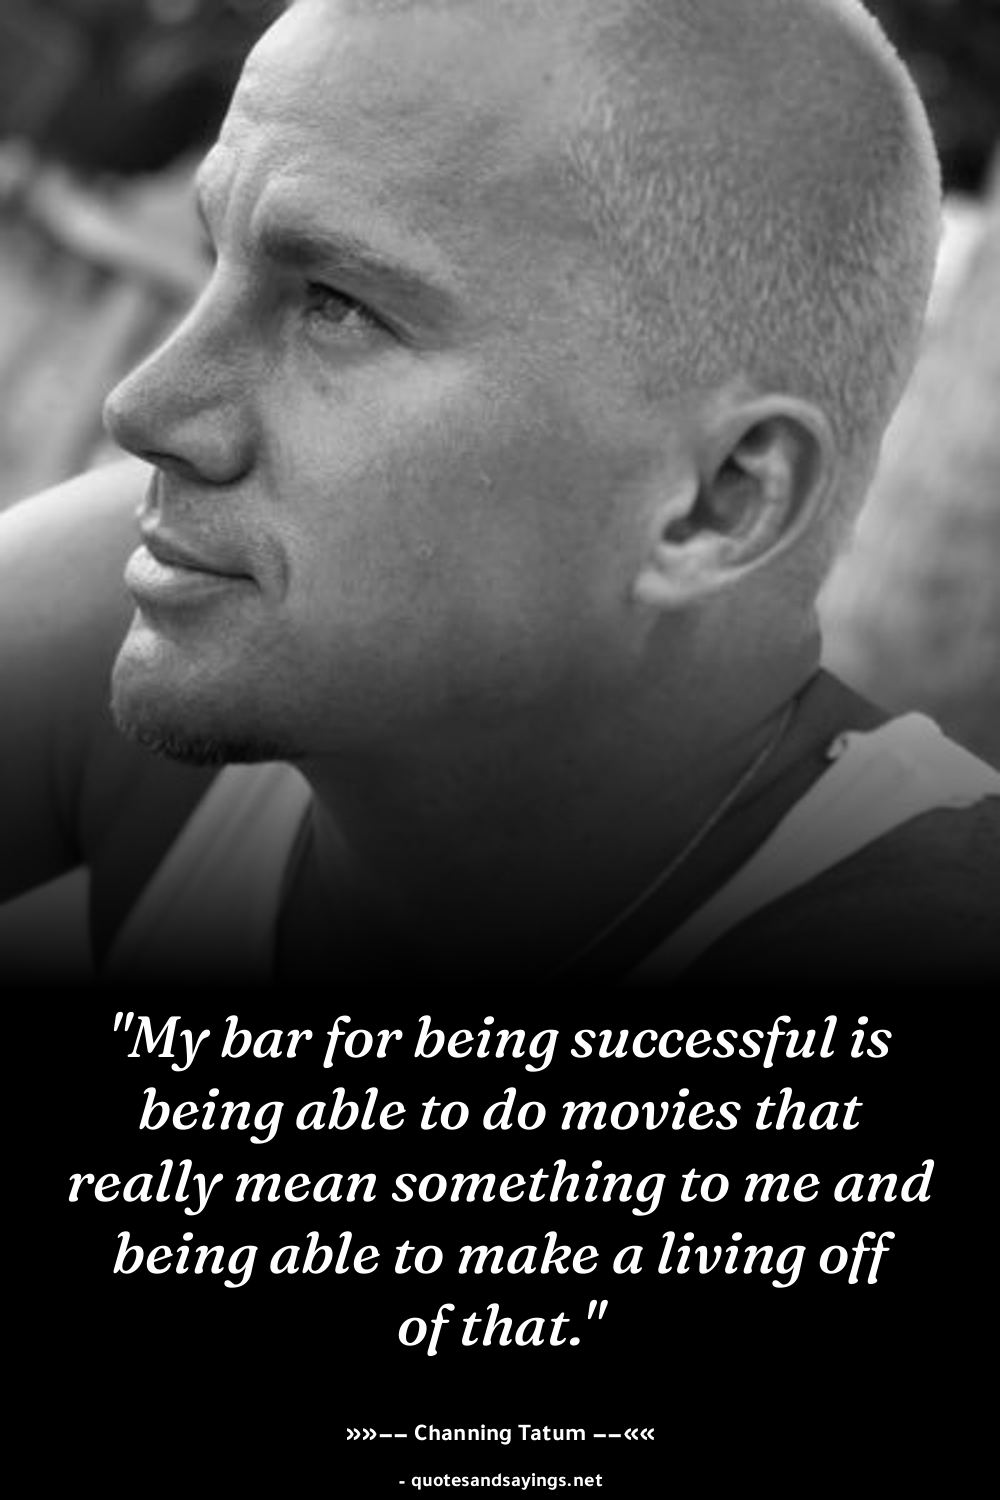 "My bar for being successful is
being able to do movies that
really mean something to me and
being able to make a living off
of that."
»»−− Channing Tatum −−««
- quotesandsayings.net